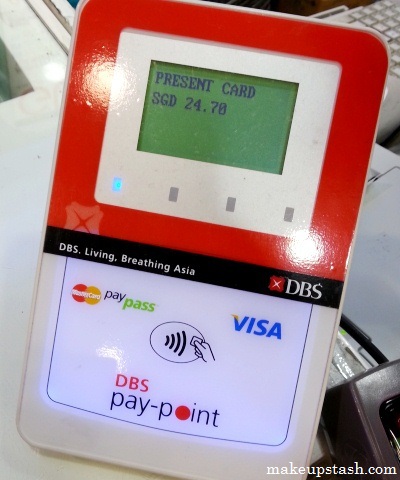 PRESENT CARD
SGD 24.70
DBS. Living, Breathing Asia
DBS
MasterCard paypass
VISA
DBS
pay-point
makeupstash.com